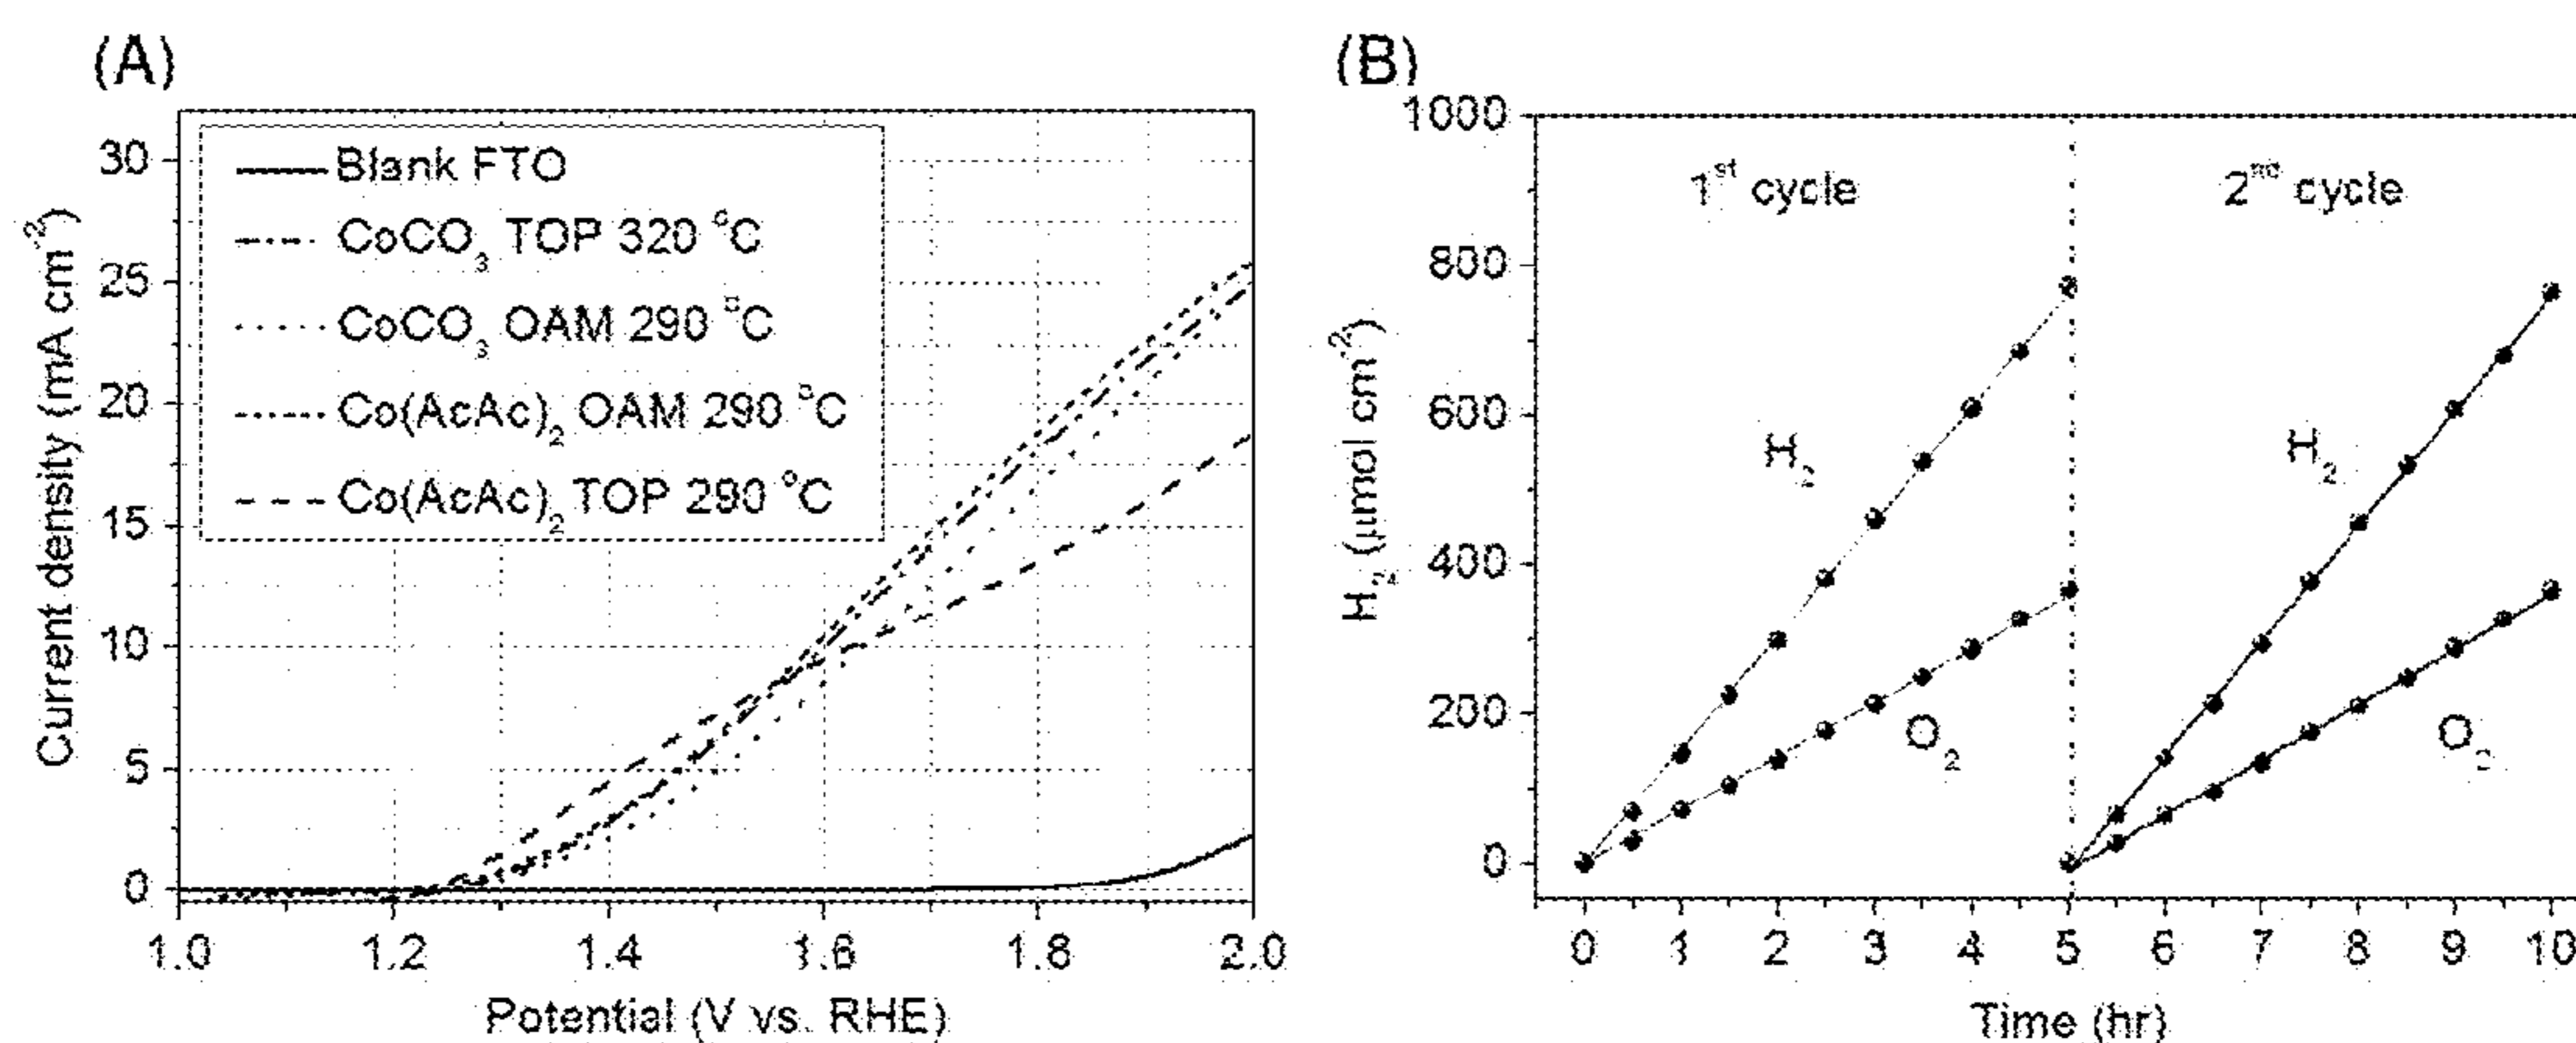 (A)
30
25
20
15
10
5
0
Current density (mA cm⁻²)
Blank FTO
CoCO₃ TOP 320 °C
CoCO₃ OAM 290 °C
Co(AcAc)₂ OAM 290 °C
Co(AcAc)₂ TOP 290 °C
1.0 1.2 1.4 1.6 1.8 2.0
Potential (V vs. RHE)
(B)
1000
800
600
400
200
0
H₂ (μmol cm⁻²)
1ˢᵗ cycle
2ⁿᵈ cycle
H₂
H₂
O₂
O₂
0 1 2 3 4 5 6 7 8 9 10
Time (hr)